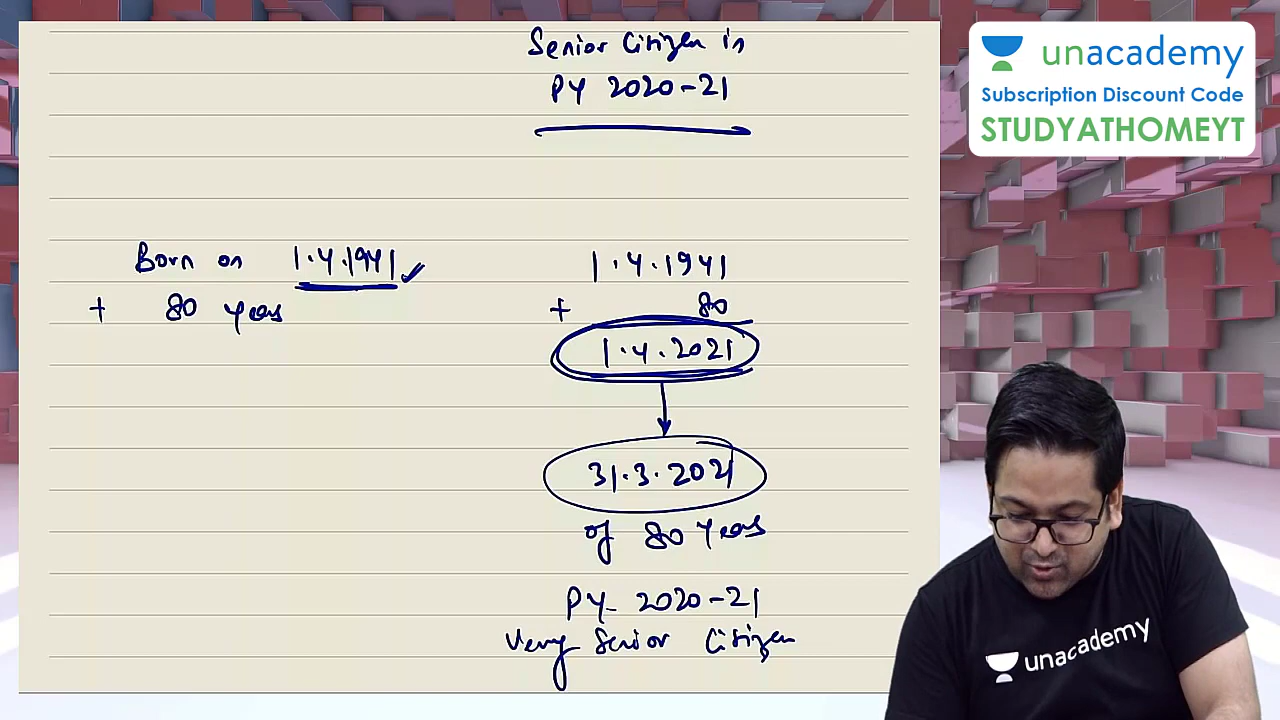 Senior Citizen in
PY 2020-21
Born on 1.4.1941
+ 80 years
1.4.1941
+ 80
1.4.2021
31.3.2021
of 80 Years
PY- 2020-21
Very Senior Citizen
unacademy
Subscription Discount Code
STUDYATHOMEYT
unacademy